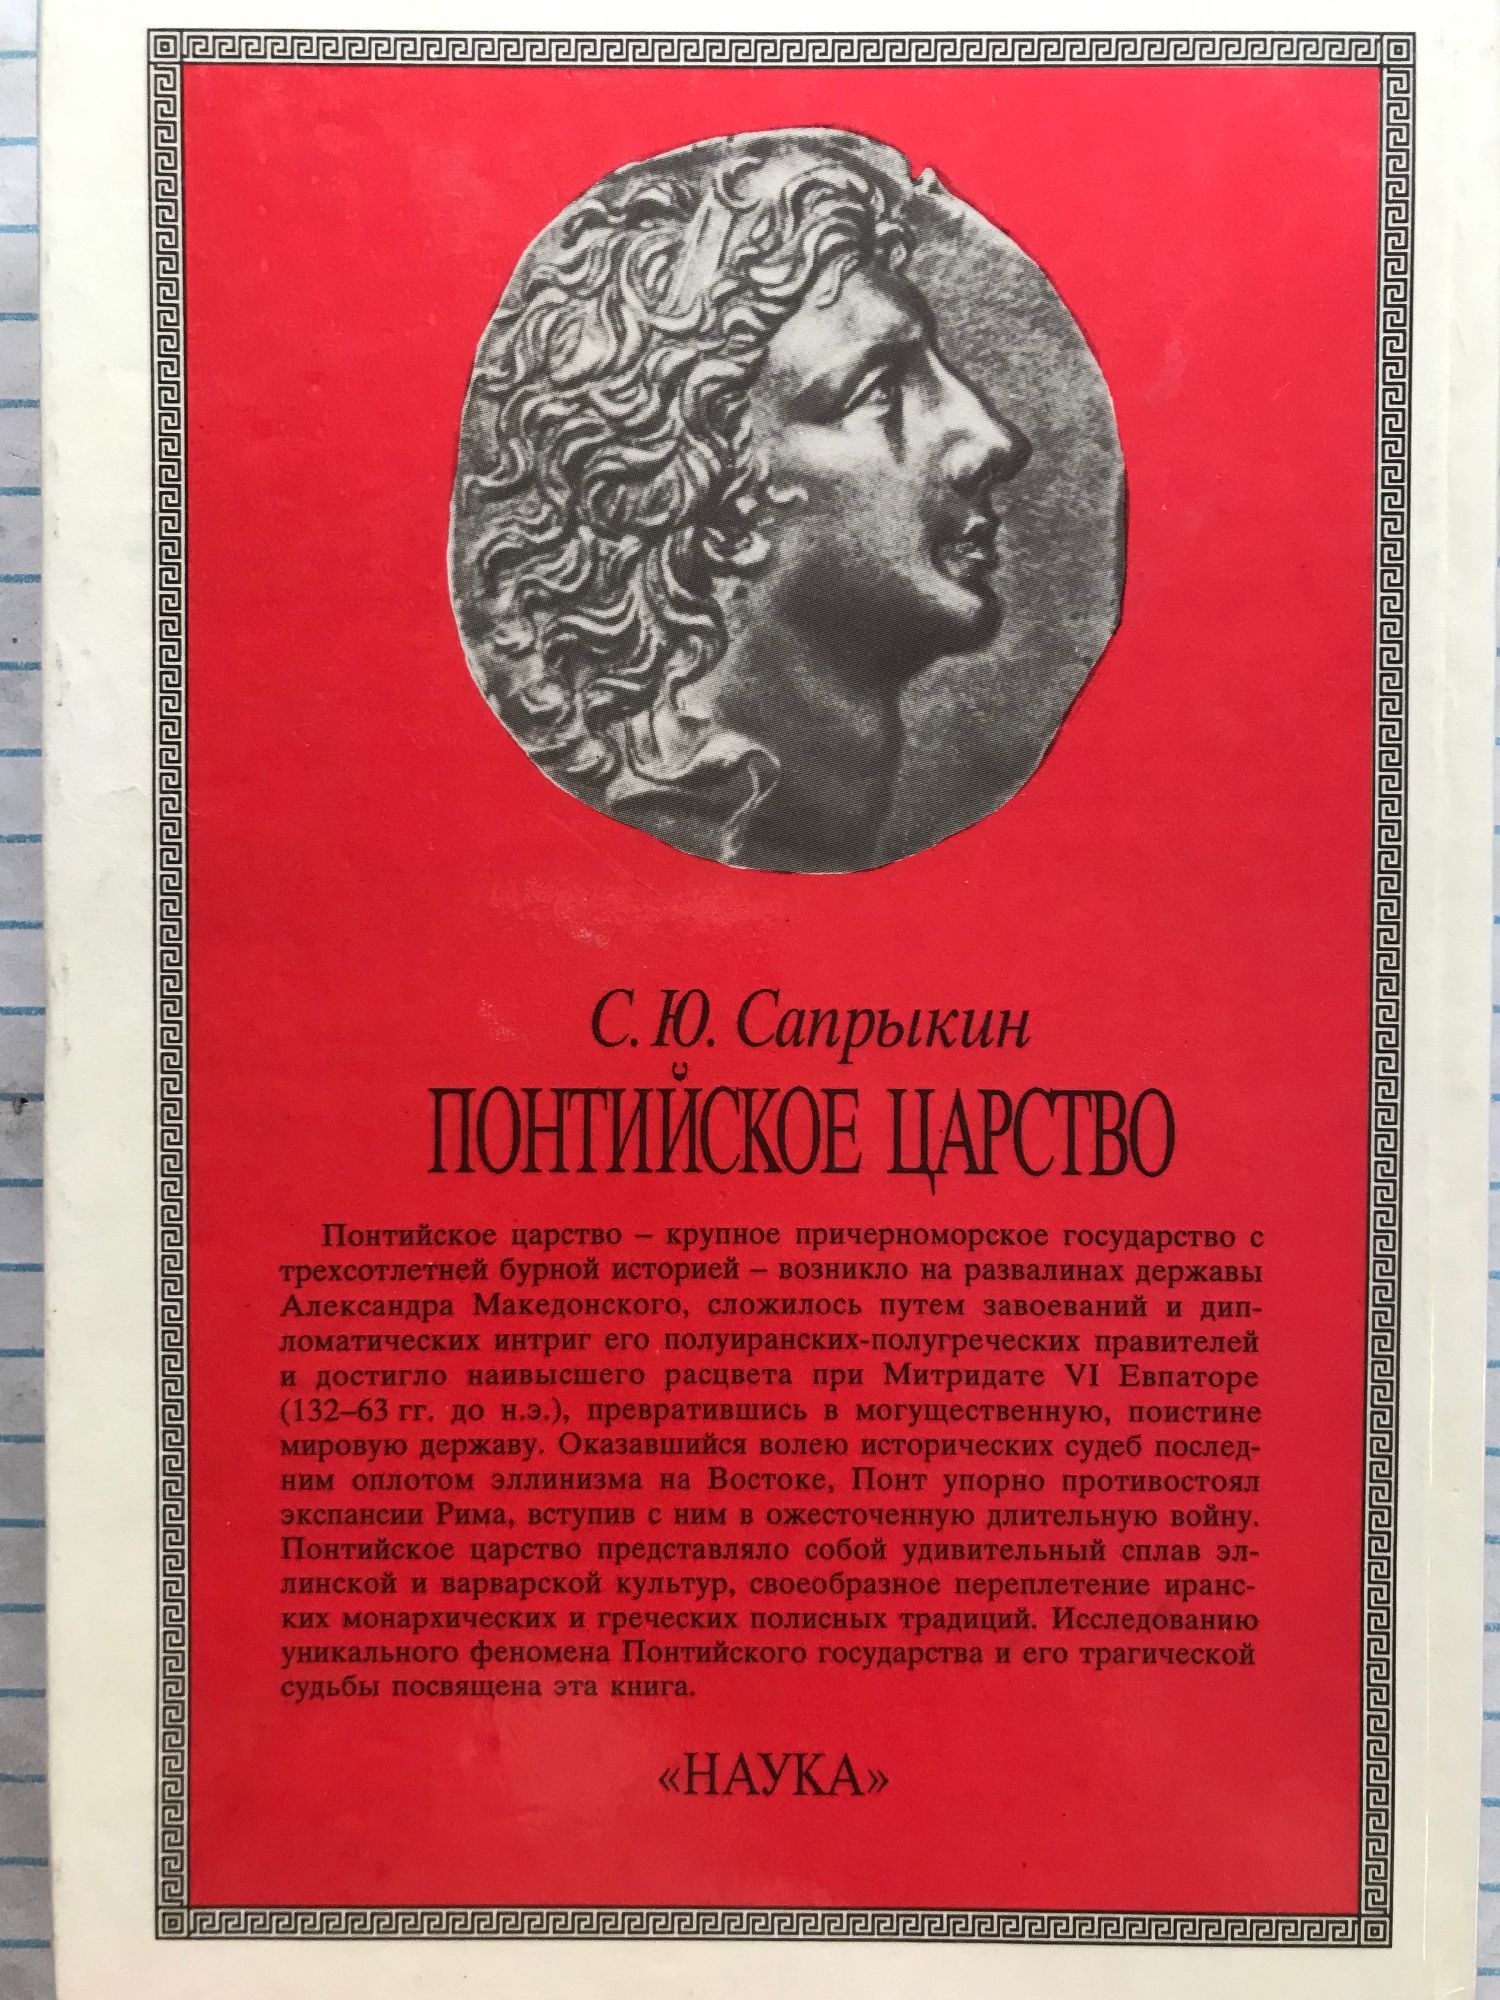 С. Ю. Сапрыкин
ПОНТИЙСКОЕ ЦАРСТВО
Понтийское царство – крупное причерноморское государство с
трехсотлетней бурной историей – возникло на развалинах державы
Александра Македонского, сложилось путем завоеваний и дип-
ломатических интриг его полуиранских-полугреческих правителей
и достигло наивысшего расцвета при Митридате VI Евпаторе
(132–63 гг. до н.э.), превратившись в могущественную, поистине
мировую державу. Оказавшийся волею исторических судеб послед-
ним оплотом эллинизма на Востоке, Понт упорно противостоял
экспансии Рима, вступив с ним в ожесточенную длительную войну.
Понтийское царство представляло собой удивительный сплав эл-
линской и варварской культур, своеобразное переплетение иранс-
ких монархических и греческих полисных традиций. Исследованию
уникального феномена Понтийского государства и его трагической
судьбы посвящена эта книга.
«НАУКА»